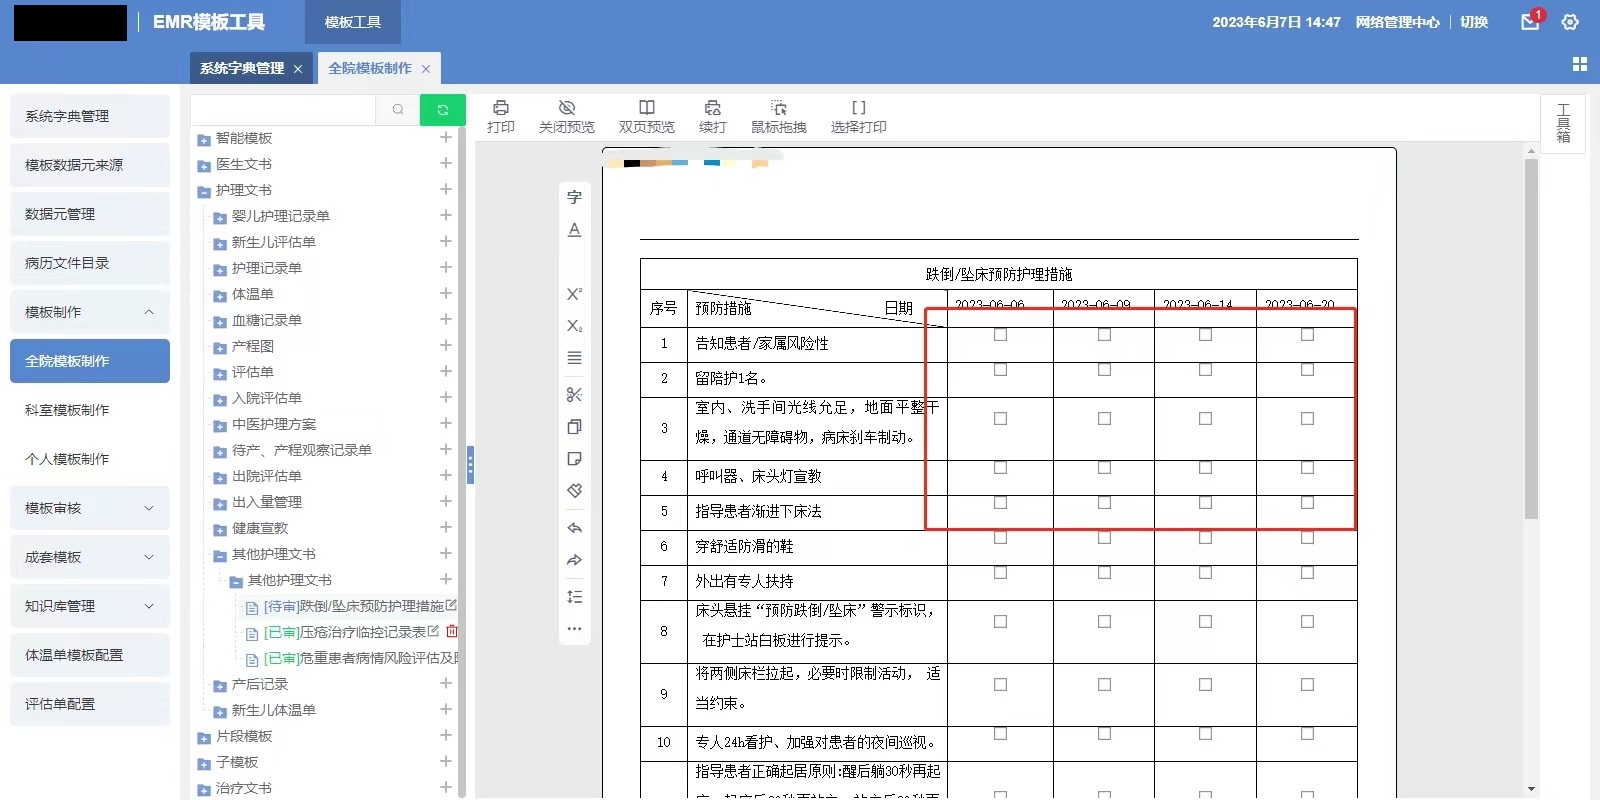 EMR模板工具
模板工具
2023年6月7日 14:47 网络管理中心 切换
1
系统字典管理 ×
全院模板制作 ×
系统字典管理
模板数据元来源
数据元管理
病历文件目录
模板制作
全院模板制作
科室模板制作
个人模板制作
模板审核
成套模板
知识库管理
体温单模板配置
评估单配置
智能模板
医生文书
护理文书
婴儿护理记录单
新生儿评估单
护理记录单
体温单
血糖记录单
产程图
评估单
入院评估单
中医护理方案
待产、产程观察记录单
出院评估单
出入量管理
健康宣教
其他护理文书
其他护理文书
[待审]跌倒/坠床预防护理措施
[已审]压疮治疗临控记录表
[已审]危重患者病情风险评估及
产后记录
新生儿体温单
片段模板
子模板
治疗文书
打印
关闭预览
双页预览
续打
鼠标拖拽
选择打印
工具箱
字
A
X²
X₂
跌倒/坠床预防护理措施
序号 预防措施 日期 2023-06-06 2023-06-09 2023-06-14 2023-06-20
1 告知患者/家属风险性
2 留陪护1名。
3 室内、洗手间光线允足，地面平整干
燥，通道无障碍物，病床刹车制动。
4 呼叫器、床头灯宣教
5 指导患者渐进下床法
6 穿舒适防滑的鞋
7 外出有专人扶持
8 床头悬挂“预防跌倒/坠床”警示标识，
在护士站白板进行提示。
9 将两侧床栏拉起，必要时限制活动， 适
当约束。
10 专人24h看护、加强对患者的夜间巡视。
指导患者正确起居原则:醒后躺30秒再起